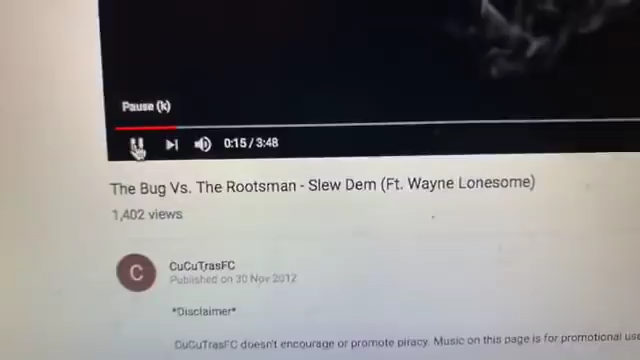 Pause (k)
0:15 / 3:48
The Bug Vs. The Rootsman - Slew Dem (Ft. Wayne Lonesome)
1,402 views
C
CuCuTrasFC
Published on 30 Nov 2012
*Disclaimer*
CuCuTrasFC doesn't encourage or promote piracy. Music on this page is for promotional use